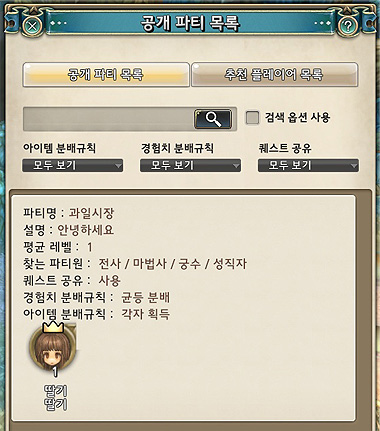 공개 파티 목록
공개 파티 목록 추천 플레이어 목록
검색 옵션 사용
아이템 분배규칙 경험치 분배규칙 퀘스트 공유
모두 보기 모두 보기 모두 보기
파티명 : 과일시장
설명 : 안녕하세요
평균 레벨 : 1
찾는 파티원 : 전사 / 마법사 / 궁수 / 성직자
퀘스트 공유 : 사용
경험치 분배규칙 : 균등 분배
아이템 분배규칙 : 각자 획득
1
딸기
딸기